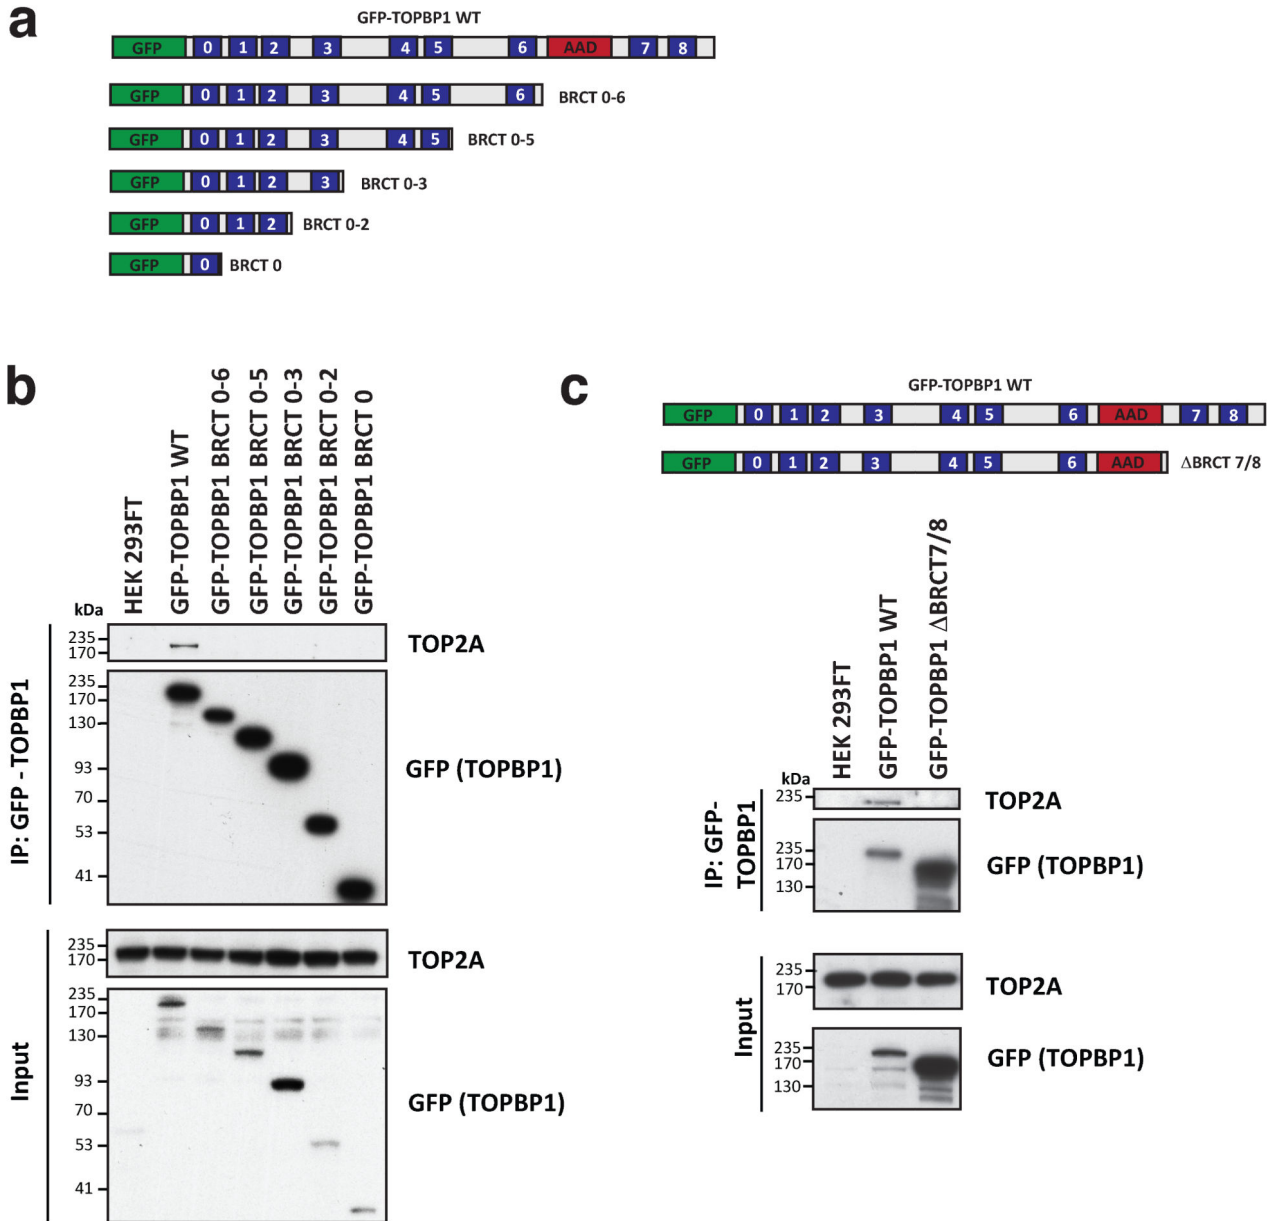 a
GFP-TOPBP1 WT
GFP 0 1 2 3 4 5 6 AAD 7 8
GFP 0 1 2 3 4 5 6 BRCT 0-6
GFP 0 1 2 3 4 5 BRCT 0-5
GFP 0 1 2 3 BRCT 0-3
GFP 0 1 2 BRCT 0-2
GFP 0 BRCT 0
b
HEK 293FT
GFP-TOPBP1 WT
GFP-TOPBP1 BRCT 0-6
GFP-TOPBP1 BRCT 0-5
GFP-TOPBP1 BRCT 0-3
GFP-TOPBP1 BRCT 0-2
GFP-TOPBP1 BRCT 0
kDa
IP: GFP - TOPBP1
235
170
TOP2A
235
170
130
93
70
53
41
GFP (TOPBP1)
Input
235
170
TOP2A
235
170
130
93
70
53
41
GFP (TOPBP1)
c
GFP-TOPBP1 WT
GFP 0 1 2 3 4 5 6 AAD 7 8
GFP 0 1 2 3 4 5 6 AAD ΔBRCT 7/8
HEK 293FT
GFP-TOPBP1 WT
GFP-TOPBP1 ΔBRCT7/8
kDa
IP: GFP-
TOPBP1
235
TOP2A
235
170
130
GFP (TOPBP1)
Input
235
170
TOP2A
235
170
130
GFP (TOPBP1)